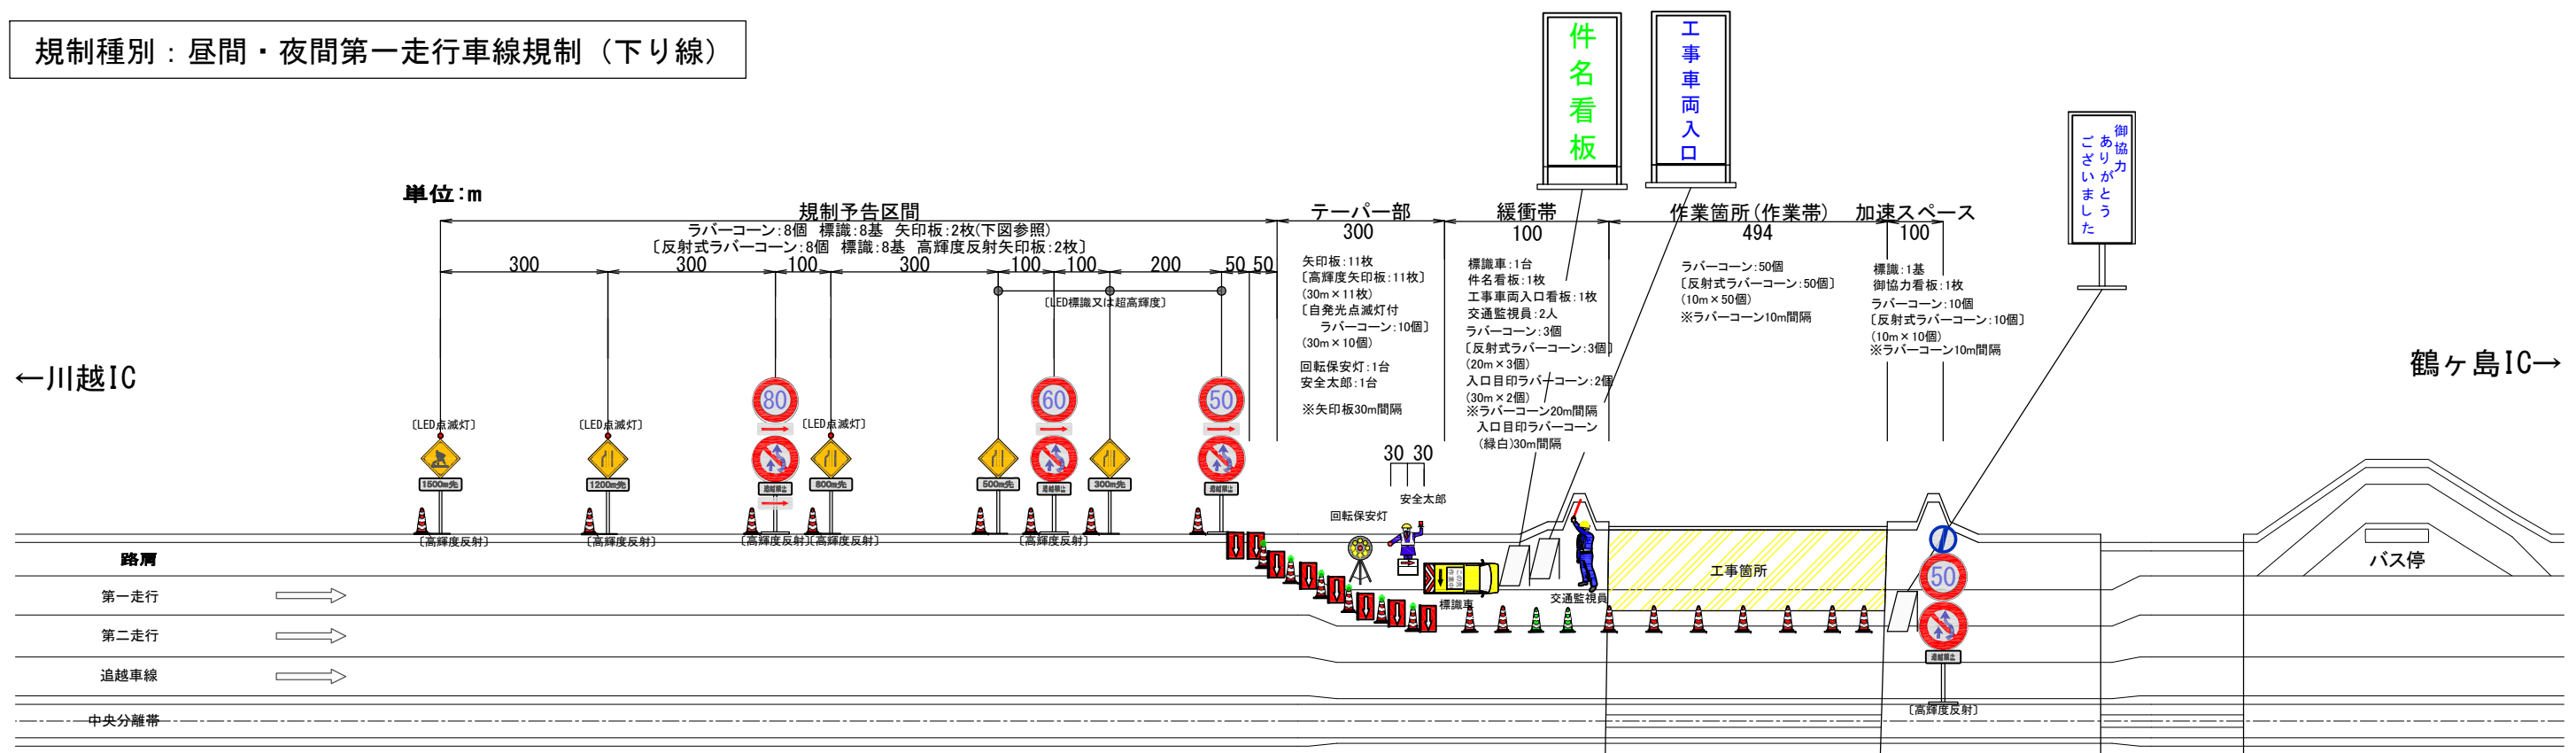 規制種別：昼間・夜間第一走行車線規制（下り線）
件名看板
工事車両入口
御協力
ありがとう
ございました
単位:m
規制予告区間
ラバーコーン:8個 標識:8基 矢印板:2枚(下図参照)
〔反射式ラバーコーン:8個 標識:8基 高輝度反射矢印板:2枚〕
300 300 100 300 100 100 200 50 50
〔LED標識又は超高輝度〕
テーパー部
300
矢印板:11枚
〔高輝度矢印板:11枚〕
(30m×11枚)
〔自発光点滅灯付
ラバーコーン:10個〕
(30m×10個)
回転保安灯:1台
安全太郎:1台
※矢印板30m間隔
緩衝帯
100
標識車:1台
件名看板:1枚
工事車両入口看板:1枚
交通監視員:2人
ラバーコーン:3個
〔反射式ラバーコーン:3個〕
(20m×3個)
入口目印ラバーコーン:2個
(30m×2個)
※ラバーコーン20m間隔
入口目印ラバーコーン
(緑白)30m間隔
作業箇所(作業帯)
494
ラバーコーン:50個
〔反射式ラバーコーン:50個〕
(10m×50個)
※ラバーコーン10m間隔
加速スペース
100
標識:1基
御協力看板:1枚
ラバーコーン:10個
〔反射式ラバーコーン:10個〕
(10m×10個)
※ラバーコーン10m間隔
←川越IC
鶴ヶ島IC→
〔LED点滅灯〕
〔LED点滅灯〕
80
〔LED点滅灯〕
60
50
1500m先
1200m先
追越禁止
800m先
500m先
追越禁止
300m先
追越禁止
〔高輝度反射〕
〔高輝度反射〕
〔高輝度反射〕
〔高輝度反射〕
〔高輝度反射〕
30 30
安全太郎
回転保安灯
標識車
交通監視員
工事箇所
50
追越禁止
〔高輝度反射〕
バス停
路肩
第一走行
第二走行
追越車線
中央分離帯